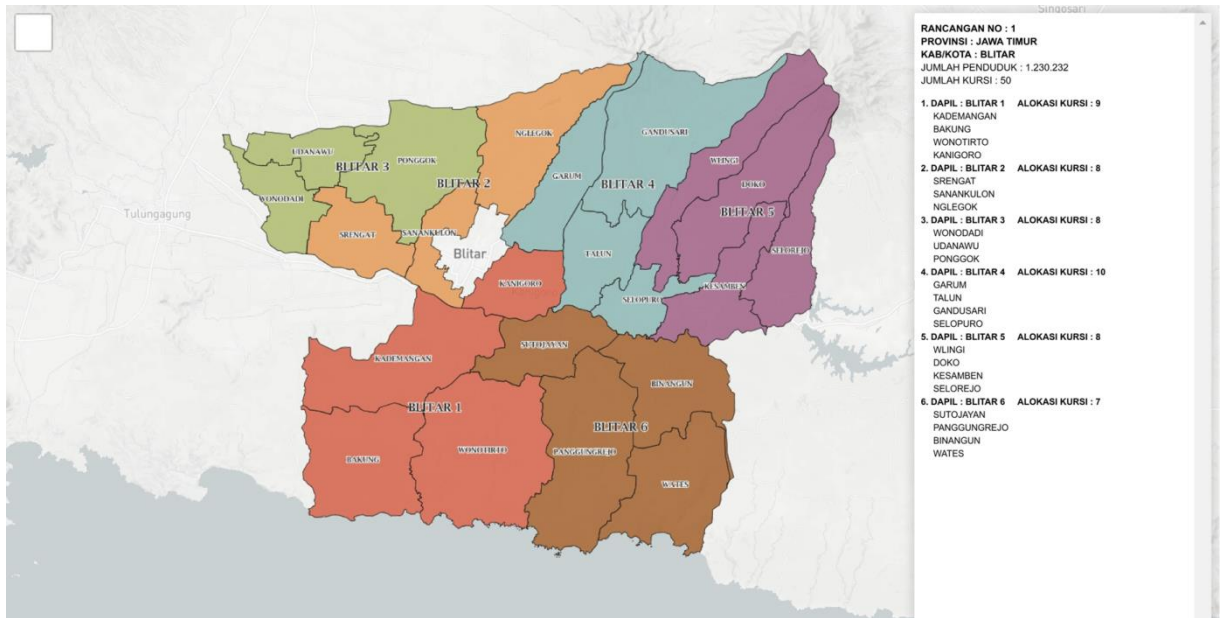 Singosari
Tulungagung
Blitar
UDANAWU
BLITAR 3
PONGGOK
WONODADI
SRENGAT
SANANKULON
BLITAR 2
NGLEGOK
GARUM
GANDUSARI
BLITAR 4
TALUN
SELOPURO
WLINGI
DOKO
BLITAR 5
SELOREJO
KESAMBEN
KANIGORO
KADEMANGAN
BLITAR 1
BAKUNG
WONOTIRTO
SUTOJAYAN
BINANGUN
BLITAR 6
PANGGUNGREJO
WATES
RANCANGAN NO : 1
PROVINSI : JAWA TIMUR
KAB/KOTA : BLITAR
JUMLAH PENDUDUK : 1.230.232
JUMLAH KURSI : 50
1. DAPIL : BLITAR 1 ALOKASI KURSI : 9
KADEMANGAN
BAKUNG
WONOTIRTO
KANIGORO
2. DAPIL : BLITAR 2 ALOKASI KURSI : 8
SRENGAT
SANANKULON
NGLEGOK
3. DAPIL : BLITAR 3 ALOKASI KURSI : 8
WONODADI
UDANAWU
PONGGOK
4. DAPIL : BLITAR 4 ALOKASI KURSI : 10
GARUM
TALUN
GANDUSARI
SELOPURO
5. DAPIL : BLITAR 5 ALOKASI KURSI : 8
WLINGI
DOKO
KESAMBEN
SELOREJO
6. DAPIL : BLITAR 6 ALOKASI KURSI : 7
SUTOJAYAN
PANGGUNGREJO
BINANGUN
WATES